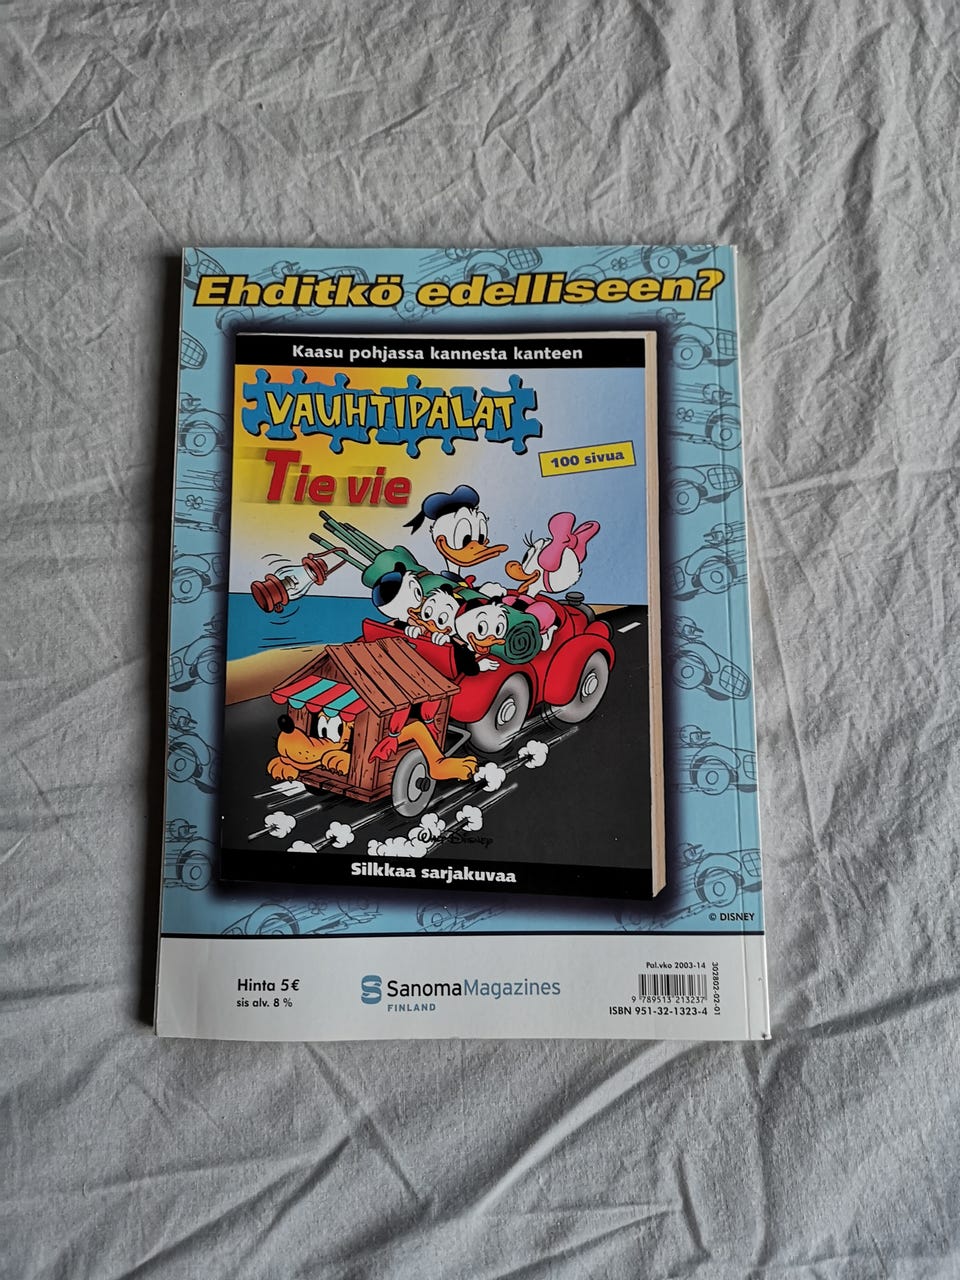 Ehditkö edelliseen?
Kaasu pohjassa kannesta kanteen
VAUHTIPALAT
Tie vie
100 sivua
Walt Disney
Silkkaa sarjakuvaa
© DISNEY
Hinta 5€
sis alv. 8 %
SanomaMagazines
FINLAND
Pal.vko 2003-14
9 789513 213237
ISBN 951-32-1323-4
302802-02-01